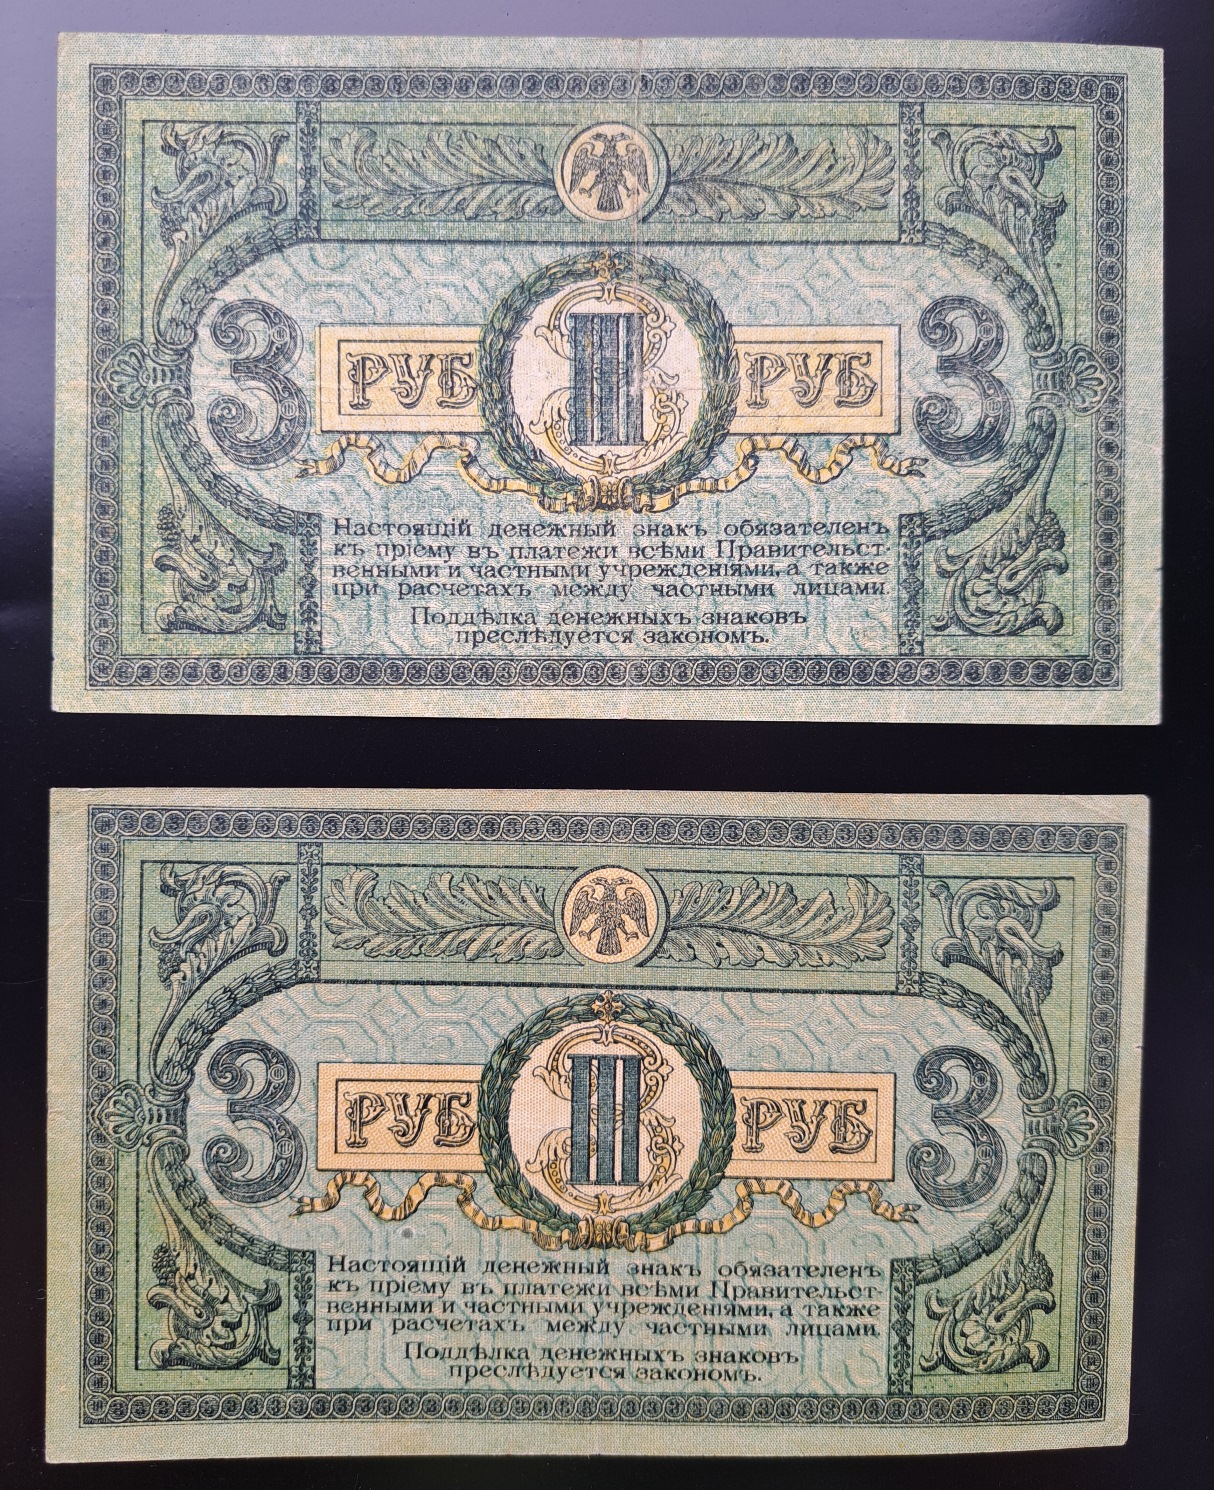 3 РУБ III РУБ 3
Настоящій денежный знакъ обязателенъ
къ пріему въ платежи всѣми Правительст-
венными и частными учрежденіями, а также
при расчетахъ между частными лицами.
Поддѣлка денежныхъ знаковъ
преслѣдуется закономъ.
3 РУБ III РУБ 3
Настоящій денежный знакъ обязателенъ
къ пріему въ платежи всѣми Правительст-
венными и частными учрежденіями, а также
при расчетахъ между частными лицами.
Поддѣлка денежныхъ знаковъ
преслѣдуется закономъ.